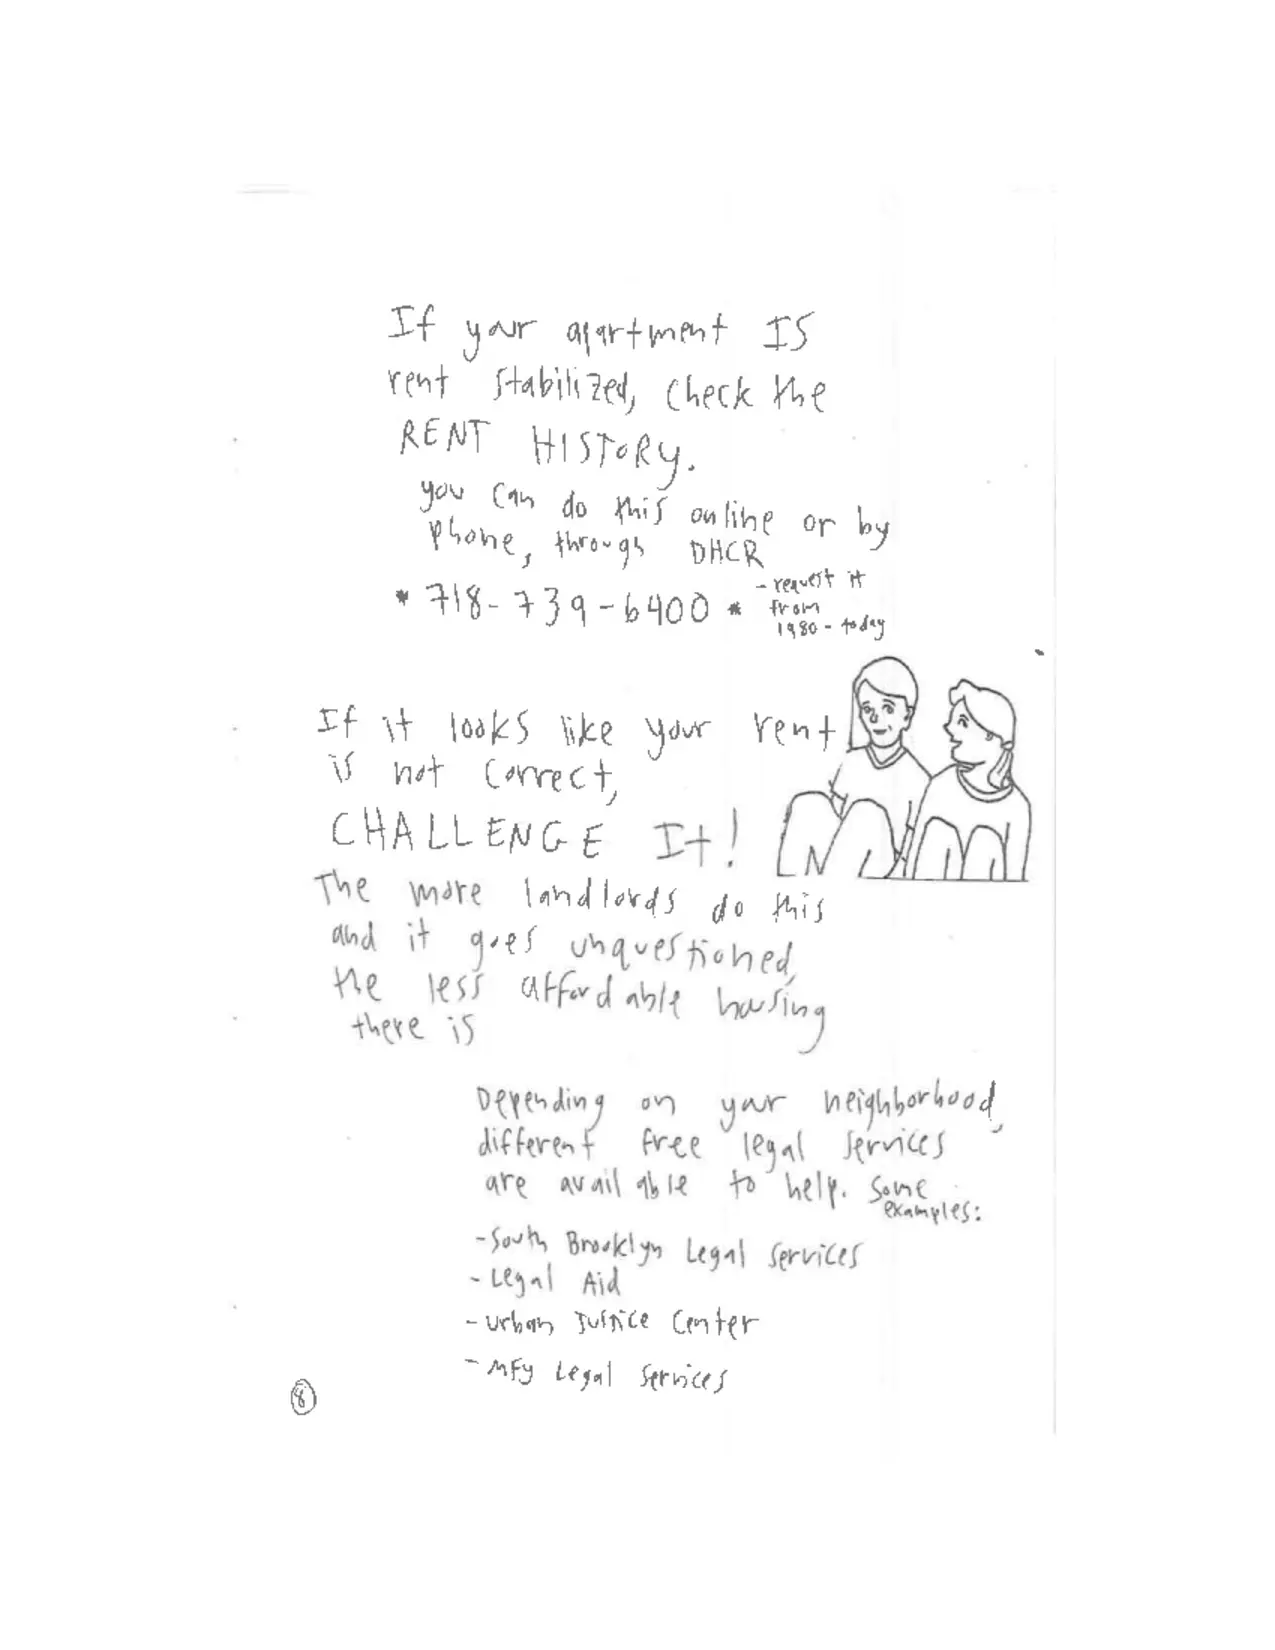 If your apartment IS
rent stabilized, check the
RENT HISTORY.
you can do this online or by
phone, through DHCR
* 718-739-6400 *
- request it
from
1980 - today
If it looks like your rent
is not correct,
CHALLENGE It!
The more landlords do this
and it goes unquestioned,
the less affordable housing
there is
Depending on your neighborhood,
different free legal services
are available to help. Some
examples:
- South Brooklyn Legal Services
- Legal Aid
- Urban Justice Center
- MFY Legal Services
8